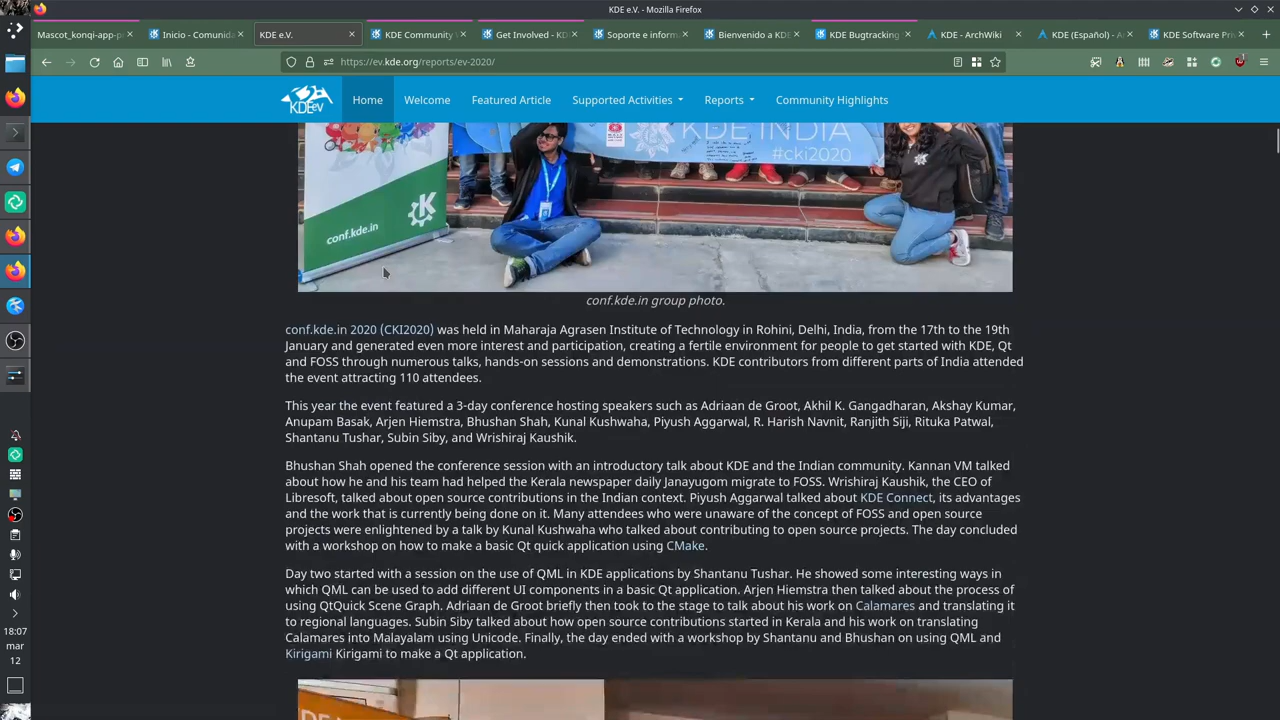 KDE e.V. - Mozilla Firefox
Mascot_konqi-app-p
Inicio - Comunid
KDE e.V.
KDE Community
Get Involved - KD
Soporte e inform
Bienvenido a KDE
KDE Bugtracking
KDE - ArchWiki
KDE (Español) - A
KDE Software Pri
https://ev.kde.org/reports/ev-2020/
KDE ev
Home
Welcome
Featured Article
Supported Activities
Reports
Community Highlights
KDE INDIA
#cki2020
conf.kde.in
conf.kde.in group photo.
conf.kde.in 2020 (CKI2020) was held in Maharaja Agrasen Institute of Technology in Rohini, Delhi, India, from the 17th to the 19th
January and generated even more interest and participation, creating a fertile environment for people to get started with KDE, Qt
and FOSS through numerous talks, hands-on sessions and demonstrations. KDE contributors from different parts of India attended
the event attracting 110 attendees.
This year the event featured a 3-day conference hosting speakers such as Adriaan de Groot, Akhil K. Gangadharan, Akshay Kumar,
Anupam Basak, Arjen Hiemstra, Bhushan Shah, Kunal Kushwaha, Piyush Aggarwal, R. Harish Navnit, Ranjith Siji, Rituka Patwal,
Shantanu Tushar, Subin Siby, and Wrishiraj Kaushik.
Bhushan Shah opened the conference session with an introductory talk about KDE and the Indian community. Kannan VM talked
about how he and his team had helped the Kerala newspaper daily Janayugom migrate to FOSS. Wrishiraj Kaushik, the CEO of
Libresoft, talked about open source contributions in the Indian context. Piyush Aggarwal talked about KDE Connect, its advantages
and the work that is currently being done on it. Many attendees who were unaware of the concept of FOSS and open source
projects were enlightened by a talk by Kunal Kushwaha who talked about contributing to open source projects. The day concluded
with a workshop on how to make a basic Qt quick application using CMake.
Day two started with a session on the use of QML in KDE applications by Shantanu Tushar. He showed some interesting ways in
which QML can be used to add different UI components in a basic Qt application. Arjen Hiemstra then talked about the process of
using QtQuick Scene Graph. Adriaan de Groot briefly then took to the stage to talk about his work on Calamares and translating it
to regional languages. Subin Siby talked about how open source contributions started in Kerala and his work on translating
Calamares into Malayalam using Unicode. Finally, the day ended with a workshop by Shantanu and Bhushan on using QML and
Kirigami Kirigami to make a Qt application.
18:07
mar
12